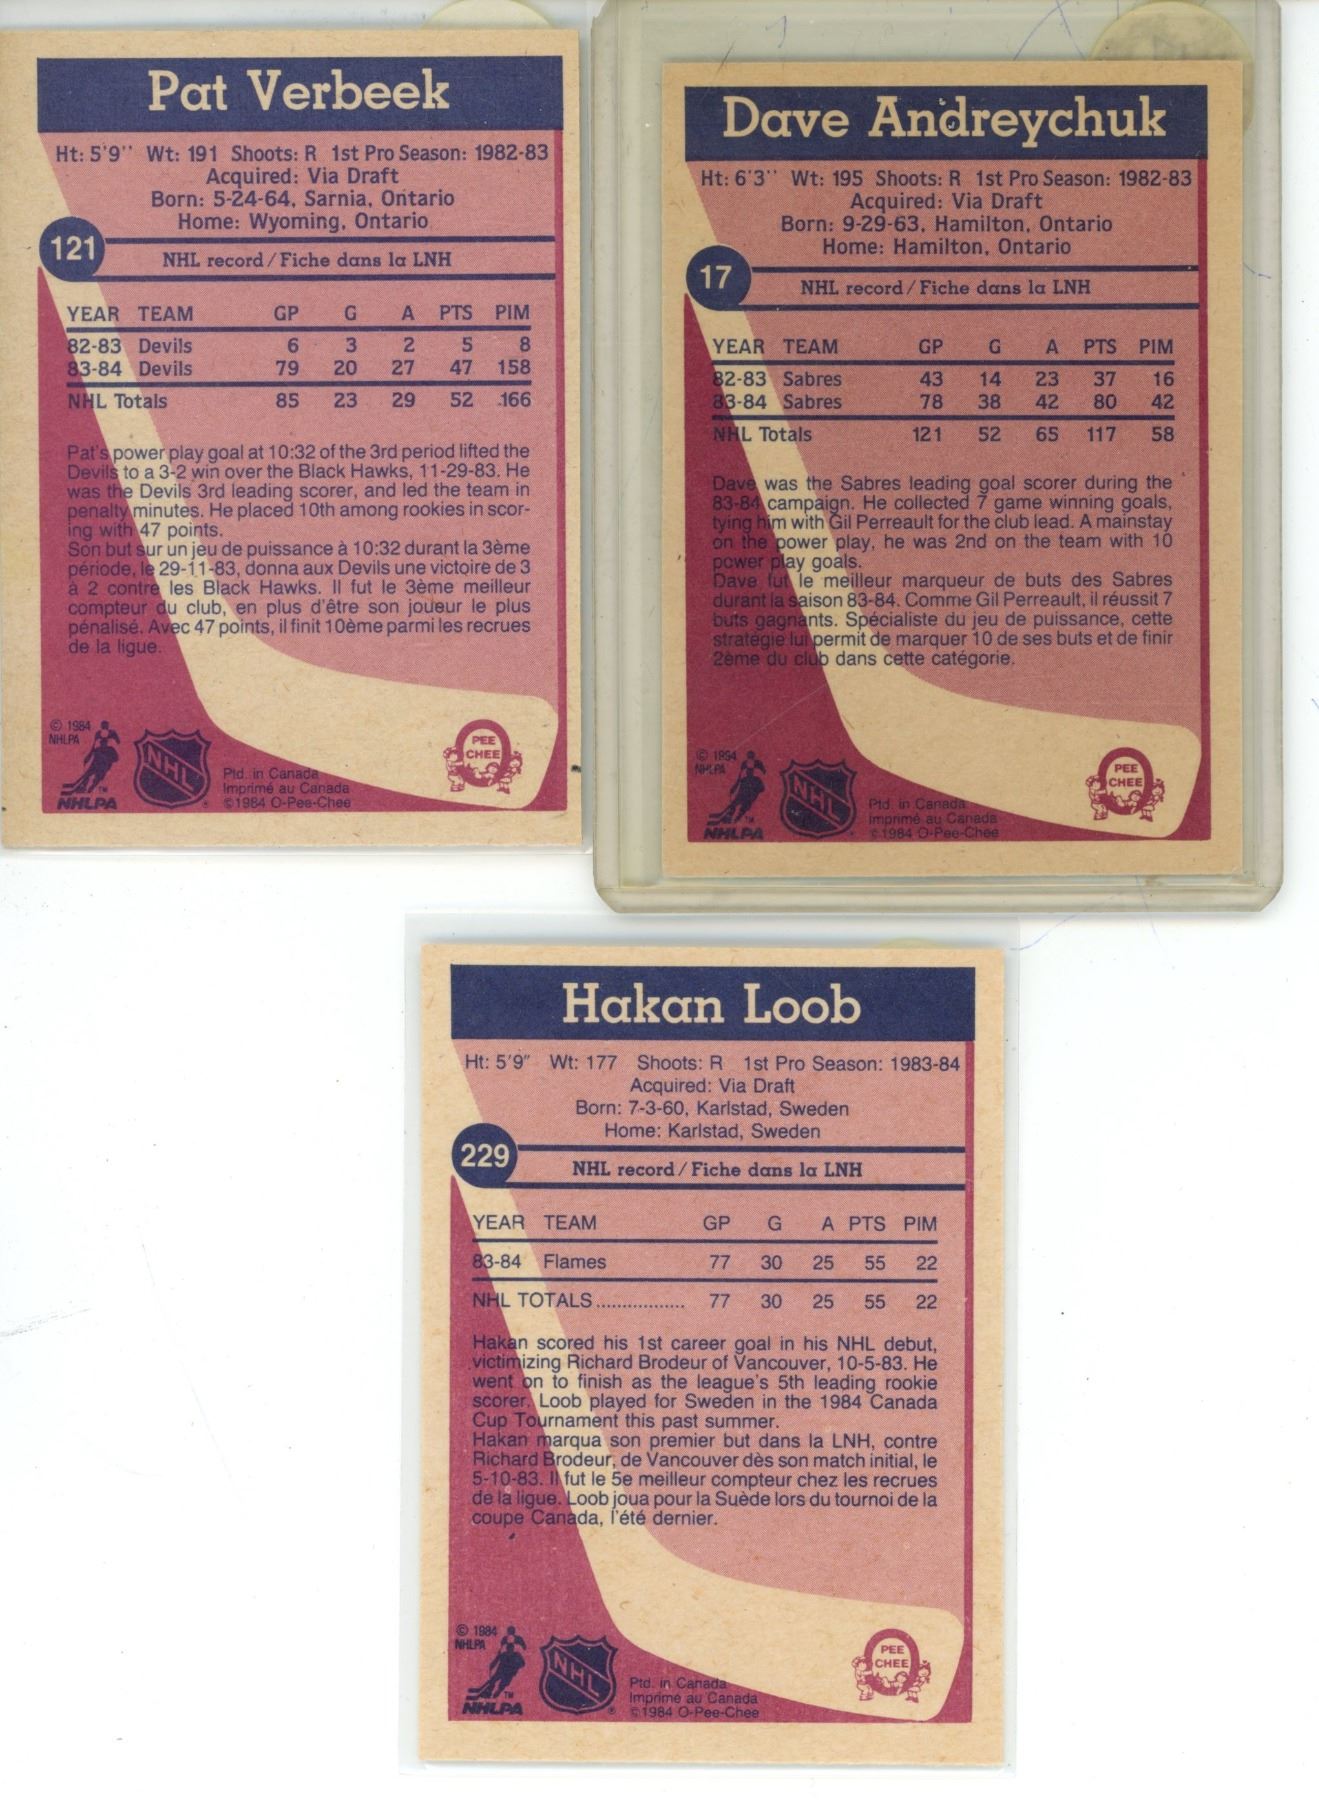 Pat Verbeek
Ht: 5'9'' Wt: 191 Shoots: R 1st Pro Season: 1982-83
Acquired: Via Draft
Born: 5-24-64, Sarnia, Ontario
Home: Wyoming, Ontario
121
NHL record / Fiche dans la LNH
YEAR TEAM GP G A PTS PIM
82-83 Devils 6 3 2 5 8
83-84 Devils 79 20 27 47 158
NHL Totals 85 23 29 52 166
Pat's power play goal at 10:32 of the 3rd period lifted the
Devils to a 3-2 win over the Black Hawks, 11-29-83. He
was the Devils 3rd leading scorer, and led the team in
penalty minutes. He placed 10th among rookies in scor-
ing with 47 points.
Son but sur un jeu de puissance à 10:32 durant la 3ème
période, le 29-11-83, donna aux Devils une victoire de 3
à 2 contre les Black Hawks. Il fut le 3ème meilleur
compteur du club, en plus d'être son joueur le plus
pénalisé. Avec 47 points, il finit 10ème parmi les recrues
de la ligue.
© 1984
NHLPA
TM
NHLPA
NHL
Ptd. in Canada
Imprimé au Canada
©1984 O-Pee-Chee
PEE
CHEE
Dave Andreychuk
Ht: 6'3'' Wt: 195 Shoots: R 1st Pro Season: 1982-83
Acquired: Via Draft
Born: 9-29-63, Hamilton, Ontario
Home: Hamilton, Ontario
17
NHL record / Fiche dans la LNH
YEAR TEAM GP G A PTS PIM
82-83 Sabres 43 14 23 37 16
83-84 Sabres 78 38 42 80 42
NHL Totals 121 52 65 117 58
Dave was the Sabres leading goal scorer during the
83-84 campaign. He collected 7 game winning goals,
tying him with Gil Perreault for the club lead. A mainstay
on the power play, he was 2nd on the team with 10
power play goals.
Dave fut le meilleur marqueur de buts des Sabres
durant la saison 83-84. Comme Gil Perreault, il réussit 7
buts gagnants. Spécialiste du jeu de puissance, cette
stratégie lui permit de marquer 10 de ses buts et de finir
2ème du club dans cette catégorie.
© 1984
NHLPA
TM
NHLPA
NHL
Ptd. in Canada
Imprimé au Canada
©1984 O-Pee-Chee
PEE
CHEE
Hakan Loob
Ht: 5'9" Wt: 177 Shoots: R 1st Pro Season: 1983-84
Acquired: Via Draft
Born: 7-3-60, Karlstad, Sweden
Home: Karlstad, Sweden
229
NHL record / Fiche dans la LNH
YEAR TEAM GP G A PTS PIM
83-84 Flames 77 30 25 55 22
NHL TOTALS ................. 77 30 25 55 22
Hakan scored his 1st career goal in his NHL debut,
victimizing Richard Brodeur of Vancouver, 10-5-83. He
went on to finish as the league's 5th leading rookie
scorer. Loob played for Sweden in the 1984 Canada
Cup Tournament this past summer.
Hakan marqua son premier but dans la LNH, contre
Richard Brodeur, de Vancouver dès son match initial, le
5-10-83. Il fut le 5e meilleur compteur chez les recrues
de la ligue. Loob joua pour la Suède lors du tournoi de la
coupe Canada, l'été dernier.
© 1984
NHLPA
TM
NHLPA
NHL
Ptd. in Canada
Imprimé au Canada
©1984 O-Pee-Chee
PEE
CHEE